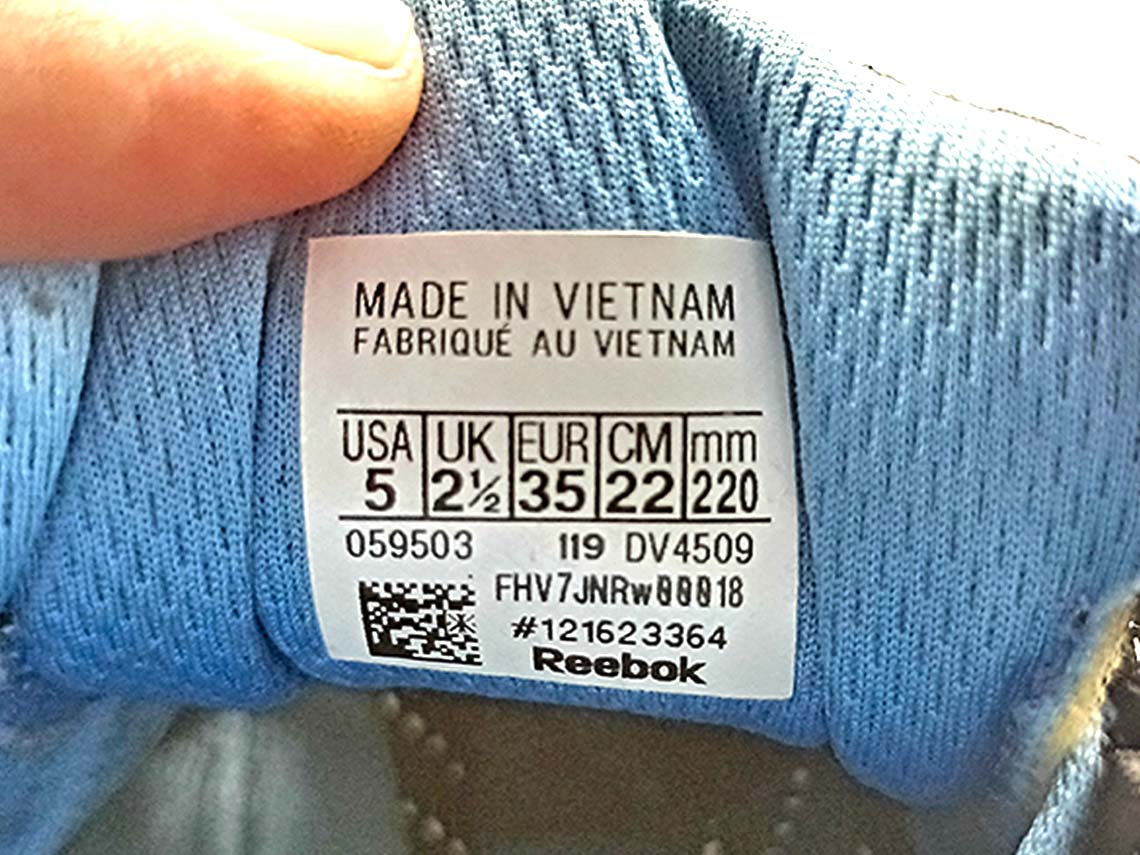 MADE IN VIETNAM
FABRIQUÉ AU VIETNAM
USA UK EUR CM mm
5 2½ 35 22 220
059503 119 DV4509
FHV7JNRw00018
#121623364
Reebok